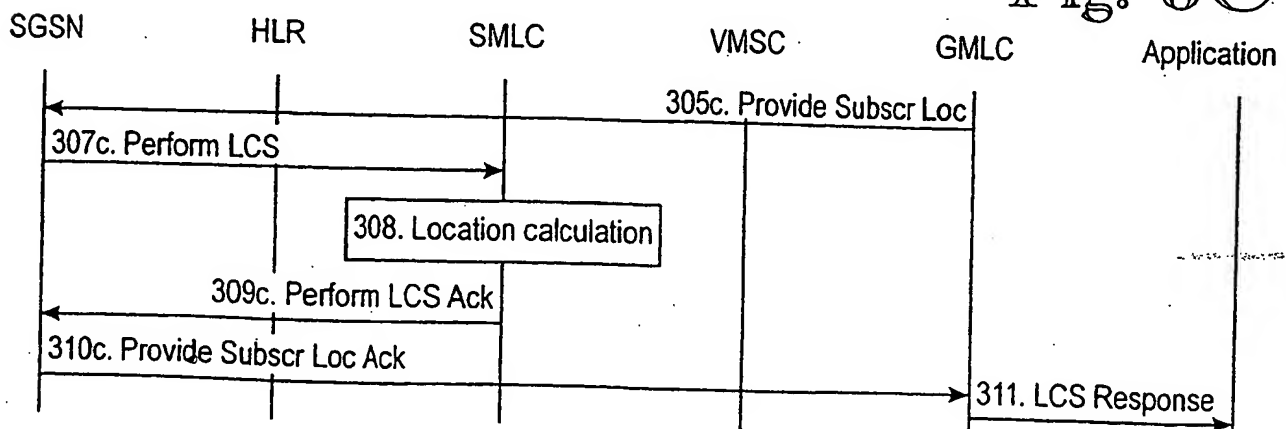 SGSN HLR SMLC VMSC GMLC Application
305c. Provide Subscr Loc
307c. Perform LCS
308. Location calculation
309c. Perform LCS Ack
310c. Provide Subscr Loc Ack
311. LCS Response